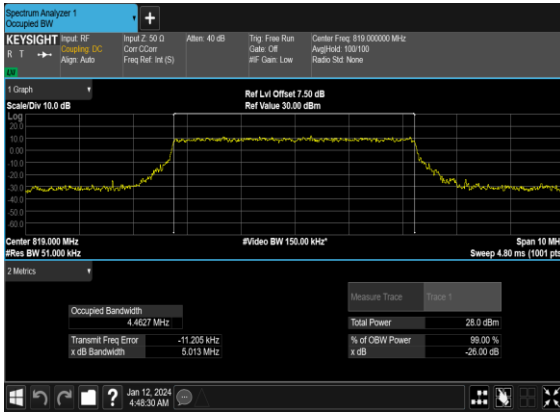 Spectrum Analyzer 1
Occupied BW
KEYSIGHT
Input: RF
Coupling: DC
Align: Auto
Input Z: 50 Ω
Corr CCorr
Freq Ref: Int (S)
Atten: 40 dB
Trig: Free Run
Gate: Off
#IF Gain: Low
Center Freq: 819.000000 MHz
Avg|Hold: 100/100
Radio Std: None
R T
LW
1 Graph
Scale/Div 10.0 dB
Ref Lvl Offset 7.50 dB
Ref Value 30.00 dBm
Log
20.0
10.0
0.00
-10.0
-20.0
-30.0
-40.0
-50.0
-60.0
Center 819.000 MHz
#Res BW 51.000 kHz
#Video BW 150.00 kHz*
Span 10 MH
Sweep 4.80 ms (1001 pts
2 Metrics
Measure Trace
Trace 1
Occupied Bandwidth
4.4627 MHz
Total Power
28.0 dBm
Transmit Freq Error
-11.205 kHz
% of OBW Power
99.00 %
x dB Bandwidth
5.013 MHz
x dB
-26.00 dB
?
Jan 12, 2024
4:48:30 AM